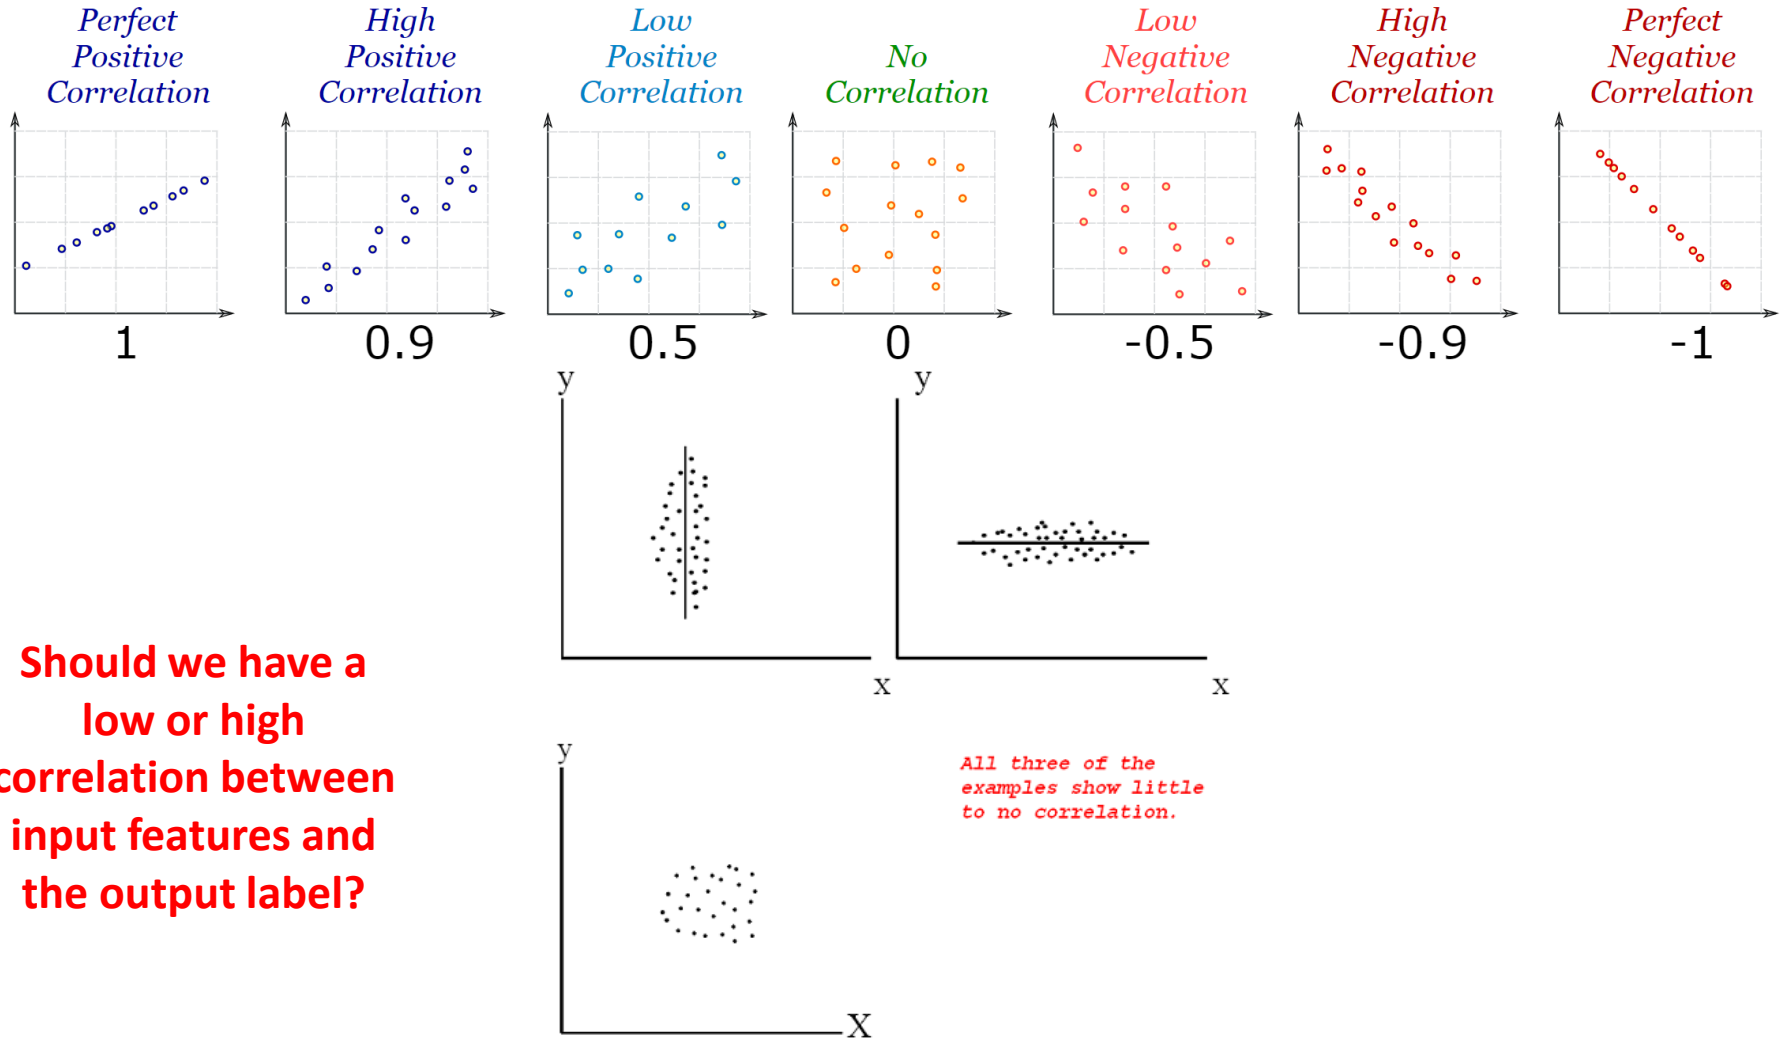 Perfect
Positive
Correlation
High
Positive
Correlation
Low
Positive
Correlation
No
Correlation
Low
Negative
Correlation
High
Negative
Correlation
Perfect
Negative
Correlation
1
0.9
0.5
0
-0.5
-0.9
-1
y
x
y
x
Should we have a
low or high
correlation between
input features and
the output label?
y
X
All three of the
examples show little
to no correlation.